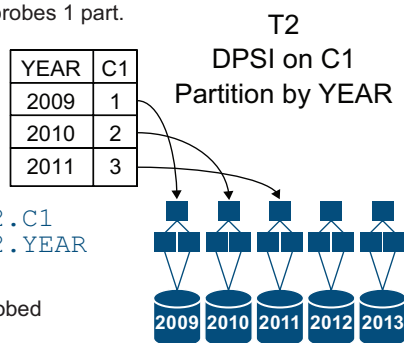 probes 1 part.
T2
DPSI on C1
Partition by YEAR
YEAR C1
2009 1
2010 2
2011 3
2.C1
2.YEAR
2009 2010 2011 2012 2013